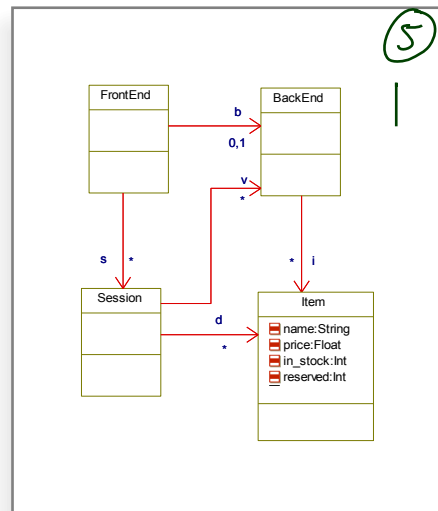 5
FrontEnd
BackEnd
b
0,1
v
*
s
*
*
i
Session
Item
d
*
name:String
price:Float
in_stock:Int
reserved:Int